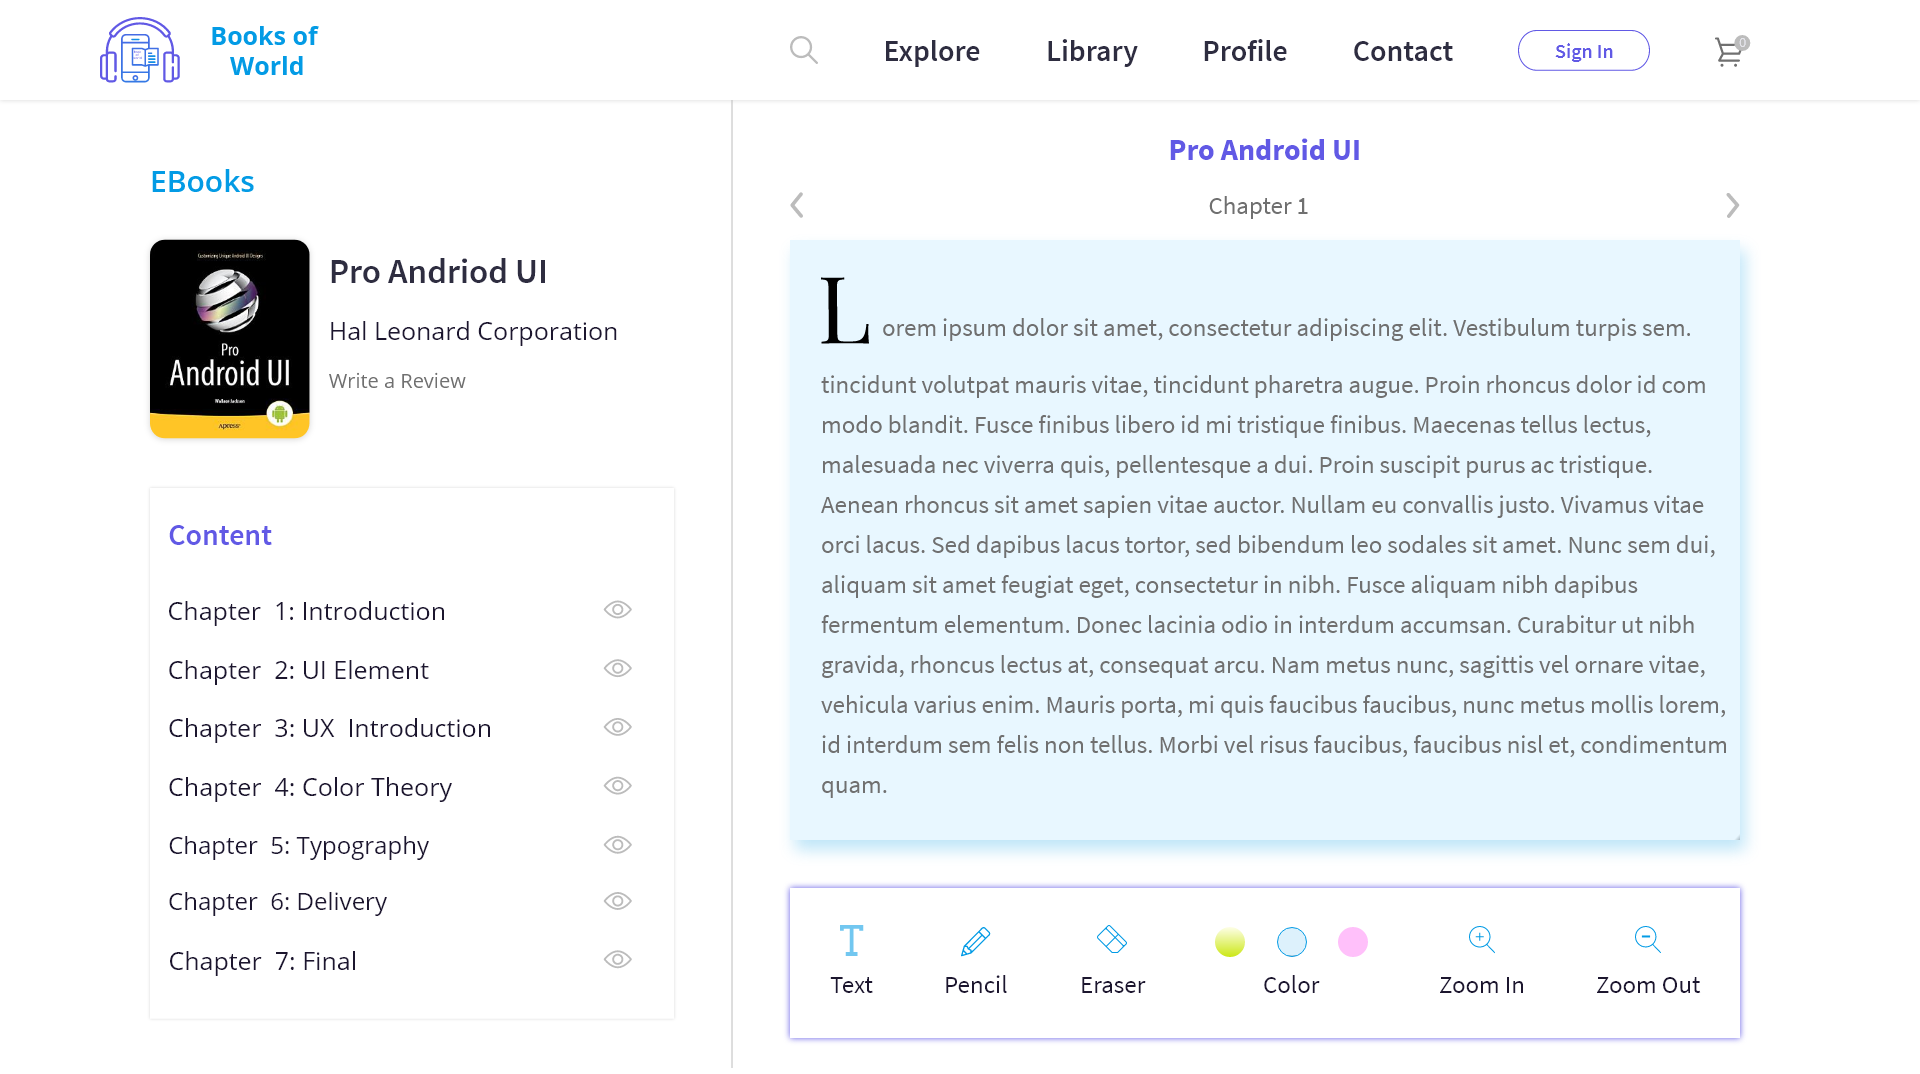 Books of
World
Explore
Library
Profile
Contact
Sign In
0
EBooks
Customizing Unique Android UI Designs
Pro
Android UI
Wallace Jackson
Apress®
Pro Andriod UI
Hal Leonard Corporation
Write a Review
Content
Chapter 1: Introduction
Chapter 2: UI Element
Chapter 3: UX Introduction
Chapter 4: Color Theory
Chapter 5: Typography
Chapter 6: Delivery
Chapter 7: Final
Pro Android UI
Chapter 1
Lorem ipsum dolor sit amet, consectetur adipiscing elit. Vestibulum turpis sem.
tincidunt volutpat mauris vitae, tincidunt pharetra augue. Proin rhoncus dolor id com
modo blandit. Fusce finibus libero id mi tristique finibus. Maecenas tellus lectus,
malesuada nec viverra quis, pellentesque a dui. Proin suscipit purus ac tristique.
Aenean rhoncus sit amet sapien vitae auctor. Nullam eu convallis justo. Vivamus vitae
orci lacus. Sed dapibus lacus tortor, sed bibendum leo sodales sit amet. Nunc sem dui,
aliquam sit amet feugiat eget, consectetur in nibh. Fusce aliquam nibh dapibus
fermentum elementum. Donec lacinia odio in interdum accumsan. Curabitur ut nibh
gravida, rhoncus lectus at, consequat arcu. Nam metus nunc, sagittis vel ornare vitae,
vehicula varius enim. Mauris porta, mi quis faucibus faucibus, nunc metus mollis lorem,
id interdum sem felis non tellus. Morbi vel risus faucibus, faucibus nisl et, condimentum
quam.
Text
Pencil
Eraser
Color
Zoom In
Zoom Out